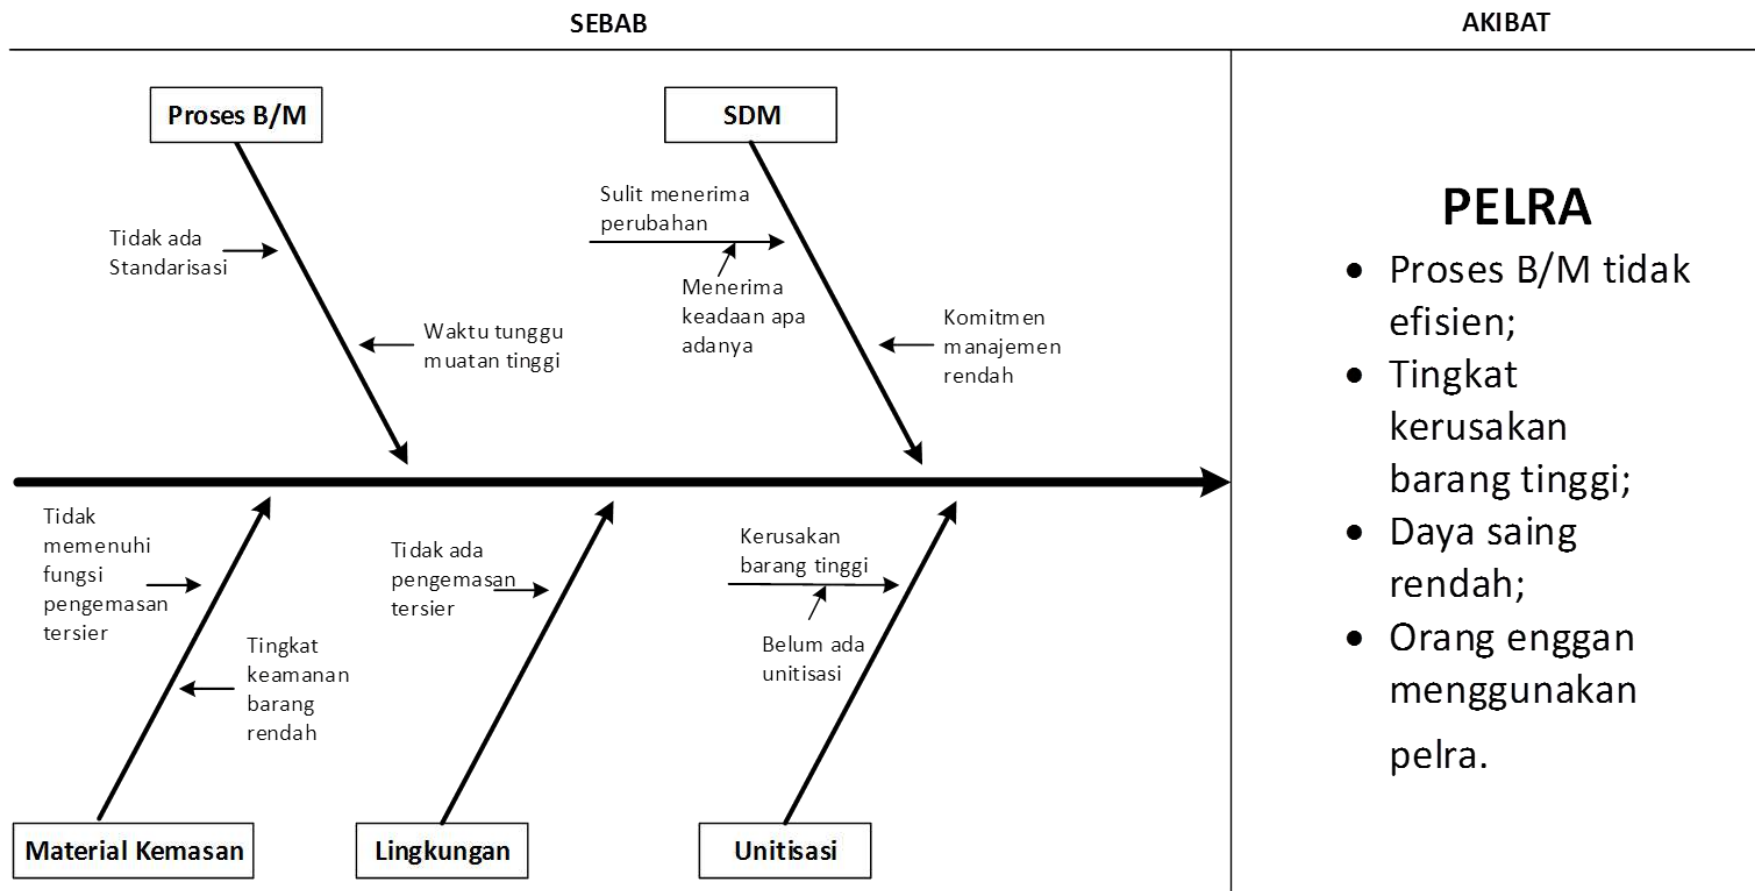 SEBAB
AKIBAT
Proses B/M
SDM
Tidak ada
Standarisasi
Waktu tunggu
muatan tinggi
Sulit menerima
perubahan
Menerima
keadaan apa
adanya
Komitmen
manajemen
rendah
Tidak
memenuhi
fungsi
pengemasan
tersier
Tingkat
keamanan
barang
rendah
Tidak ada
pengemasan
tersier
Kerusakan
barang tinggi
Belum ada
unitisasi
Material Kemasan
Lingkungan
Unitisasi
PELRA
• Proses B/M tidak
efisien;
• Tingkat
kerusakan
barang tinggi;
• Daya saing
rendah;
• Orang enggan
menggunakan
pelra.